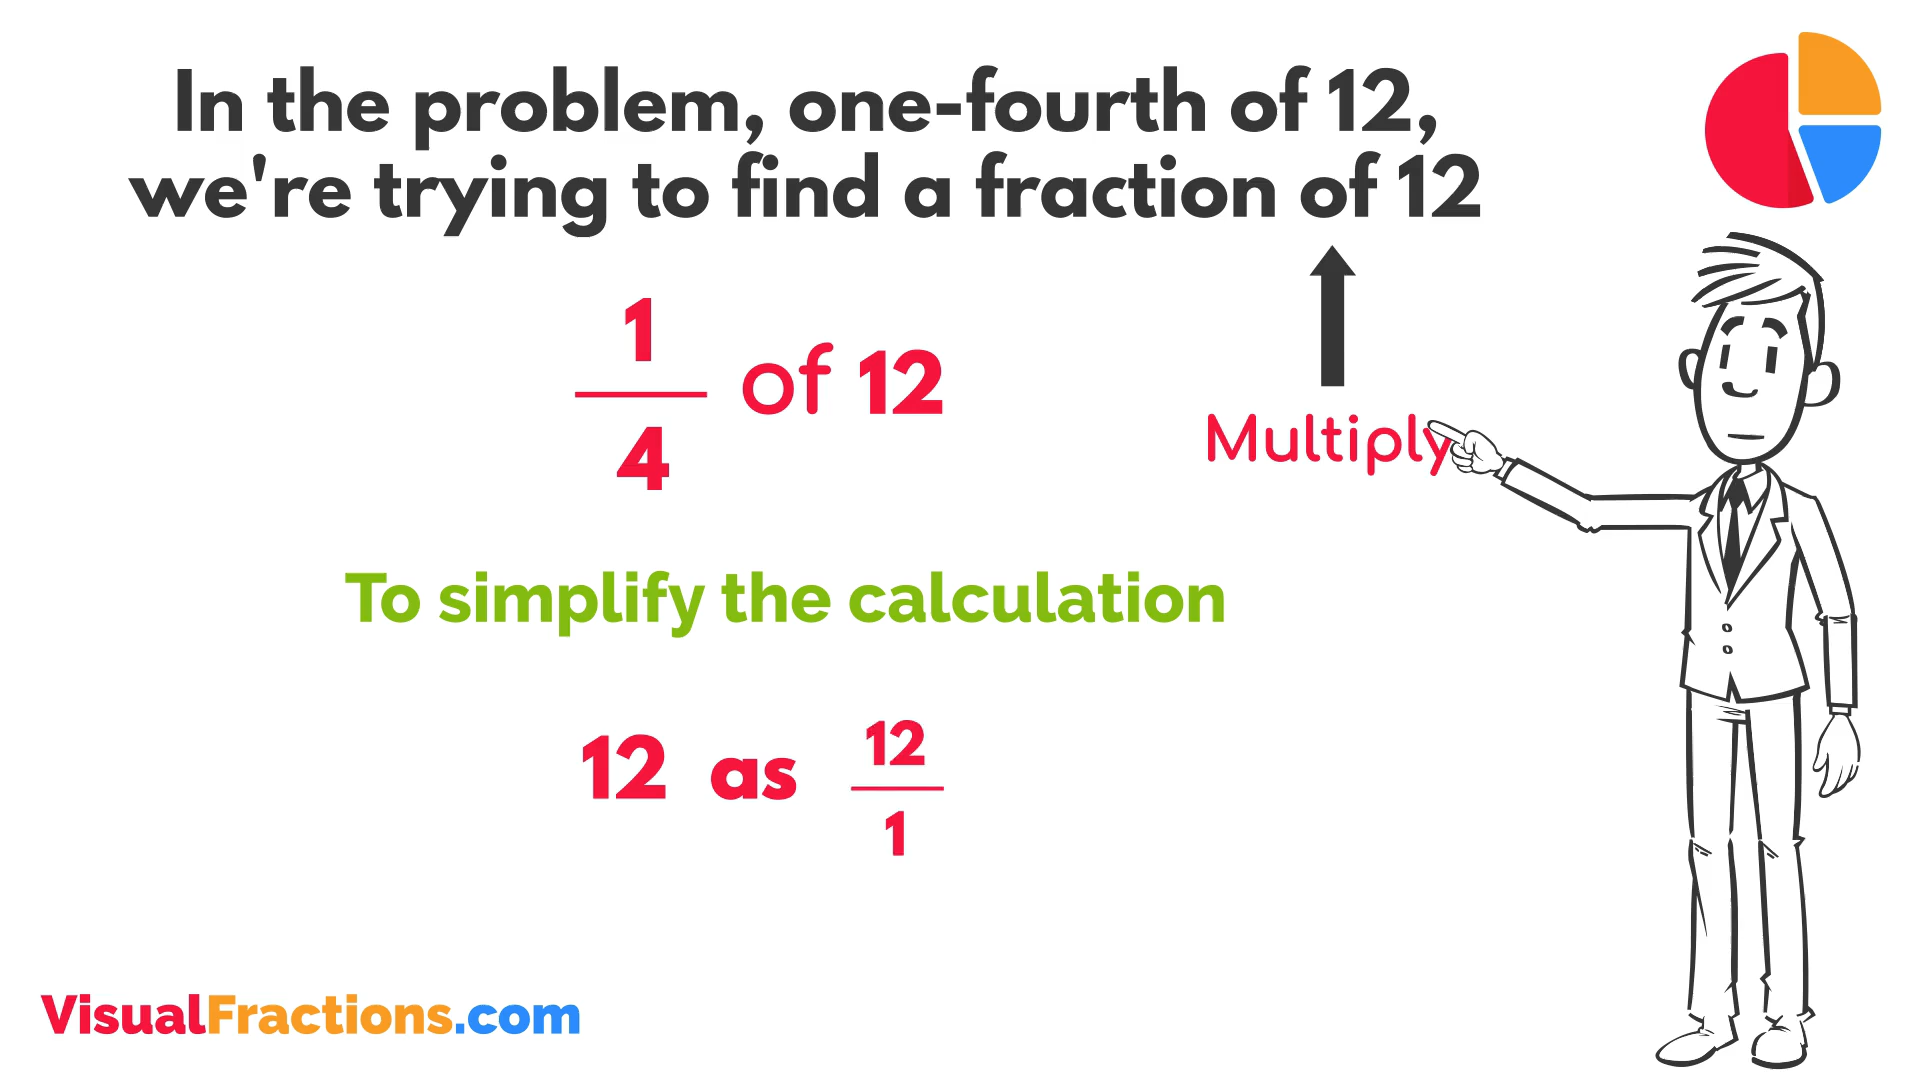 In the problem, one-fourth of 12,
we're trying to find a fraction of 12
1
of 12
4
Multiply
To simplify the calculation
12 as 12
1
VisualFractions.com